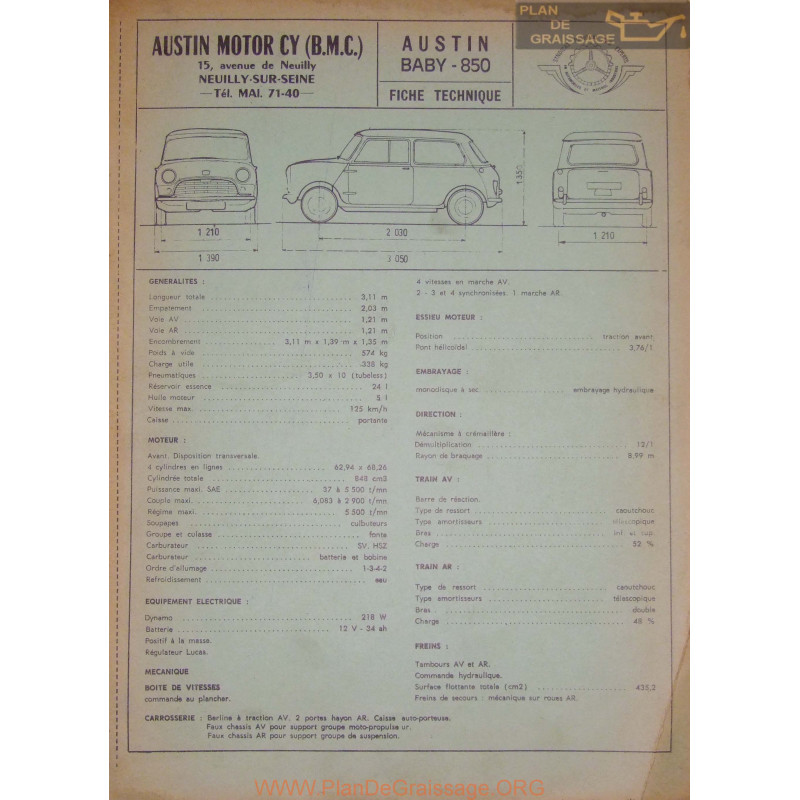 PLAN
DE
GRAISSAGE
AUSTIN MOTOR CY (B.M.C.)
15, avenue de Neuilly
NEUILLY-SUR-SEINE
—Tél. MAI. 71-40—
AUSTIN
BABY - 850
FICHE TECHNIQUE
1 350
1 210
2 030
1 210
1 390
3 050
GENERALITES :
Longueur totale 3,11 m
Empatement 2,03 m
Voie AV 1,21 m
Voie AR 1,21 m
Encombrement 3,11 m x 1,39 m x 1,35 m
Poids à vide 574 kg
Charge utile 338 kg
Pneumatiques 3,50 x 10 (tubeless)
Réservoir essence 24 l
Huile moteur 5 l
Vitesse max. 125 km/h
Caisse portante
MOTEUR :
Avant. Disposition transversale.
4 cylindres en lignes 62,94 x 68,26
Cylindrée totale 848 cm3
Puissance maxi. SAE 37 à 5 500 t/mn
Couple maxi. 6,083 à 2 900 t/mn
Régime maxi. 5 500 t/mn
Soupapes culbuteurs
Groupe et culasse fonte
Carburateur SV. HS2
Carburateur batterie et bobine
Ordre d'allumage 1-3-4-2
Refroidissement eau
EQUIPEMENT ELECTRIQUE :
Dynamo 218 W
Batterie 12 V - 34 ah
Positif à la masse.
Régulateur Lucas.
MECANIQUE
BOITE DE VITESSES
commande au plancher.
4 vitesses en marche AV.
2 - 3 et 4 synchronisées. 1 marche AR.
ESSIEU MOTEUR :
Position traction avant
Pont hélicoïdel 3,76/1
EMBRAYAGE :
monodisque à sec embrayage hydraulique
DIRECTION :
Mécanisme à crémaillère :
Démultiplication 12/1
Rayon de braquage 8,99 m
TRAIN AV :
Barre de réaction.
Type de ressort caoutchouc
Type amortisseurs télescopique
Bras inf. et sup.
Charge 52 %
TRAIN AR :
Type de ressort caoutchouc
Type amortisseurs télescopique
Bras double
Charge 48 %
FREINS :
Tambours AV et AR.
Commande hydraulique.
Surface flottante totale (cm2) 435,2
Freins de secours : mécanique sur roues AR.
CARROSSERIE : Berline à traction AV. 2 portes hayon AR. Caisse auto-porteuse.
Faux chassis AV pour support groupe moto-propulseur.
Faux chassis AR pour support groupe de suspension.
www.PlanDeGraissage.ORG